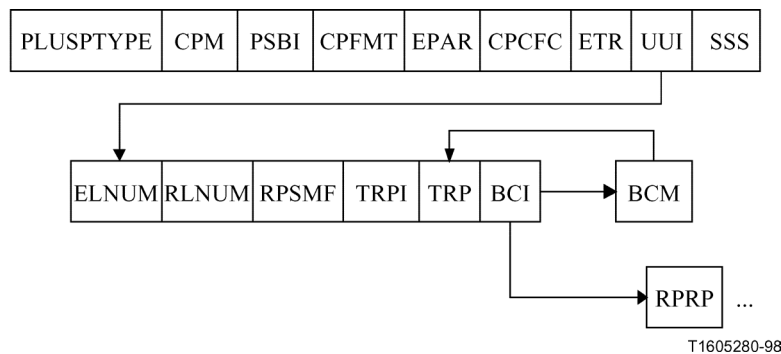 PLUSPTYPE CPM PSBI CPFMT EPAR CPCFC ETR UUI SSS
ELNUM RLNUM RPSMF TRPI TRP BCI BCM
RPRP ...
T1605280-98